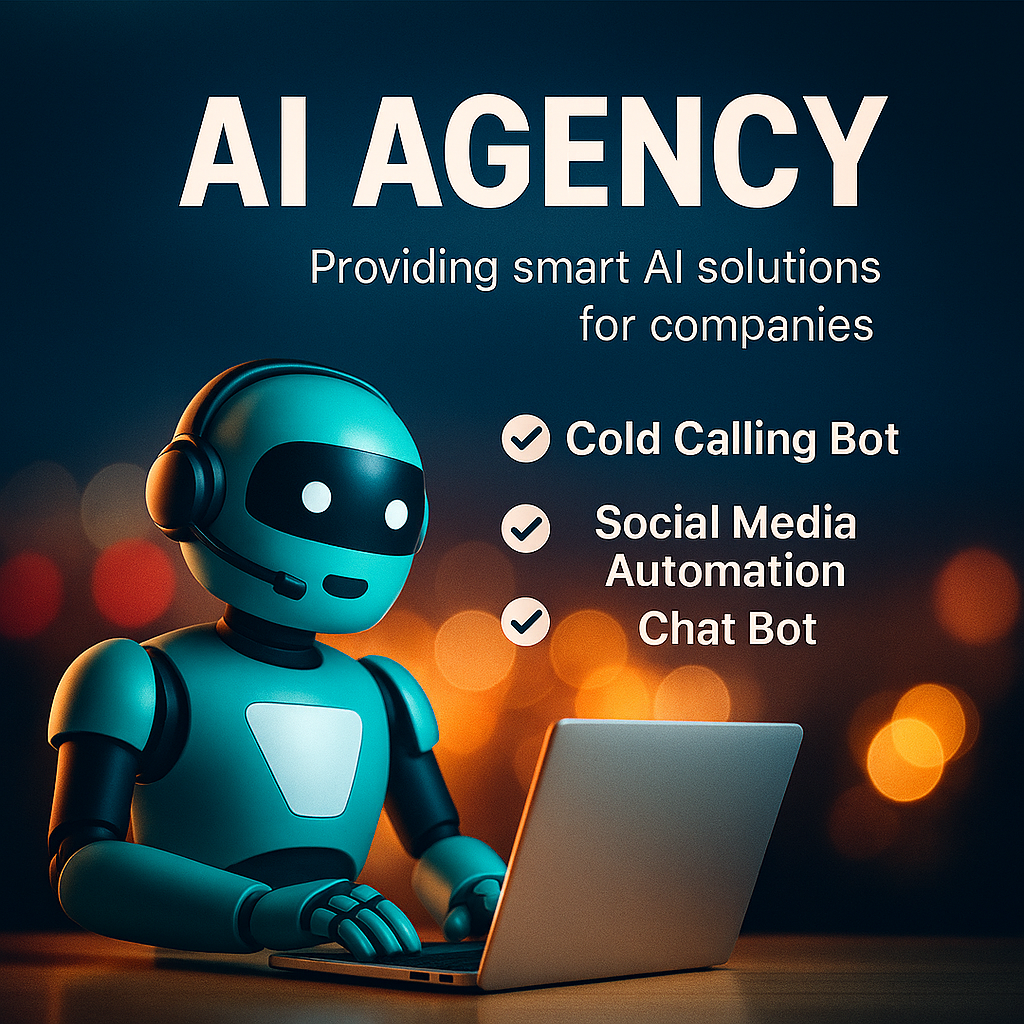 AI AGENCY
Providing smart AI solutions
for companies
Cold Calling Bot
Social Media
Automation
Chat Bot